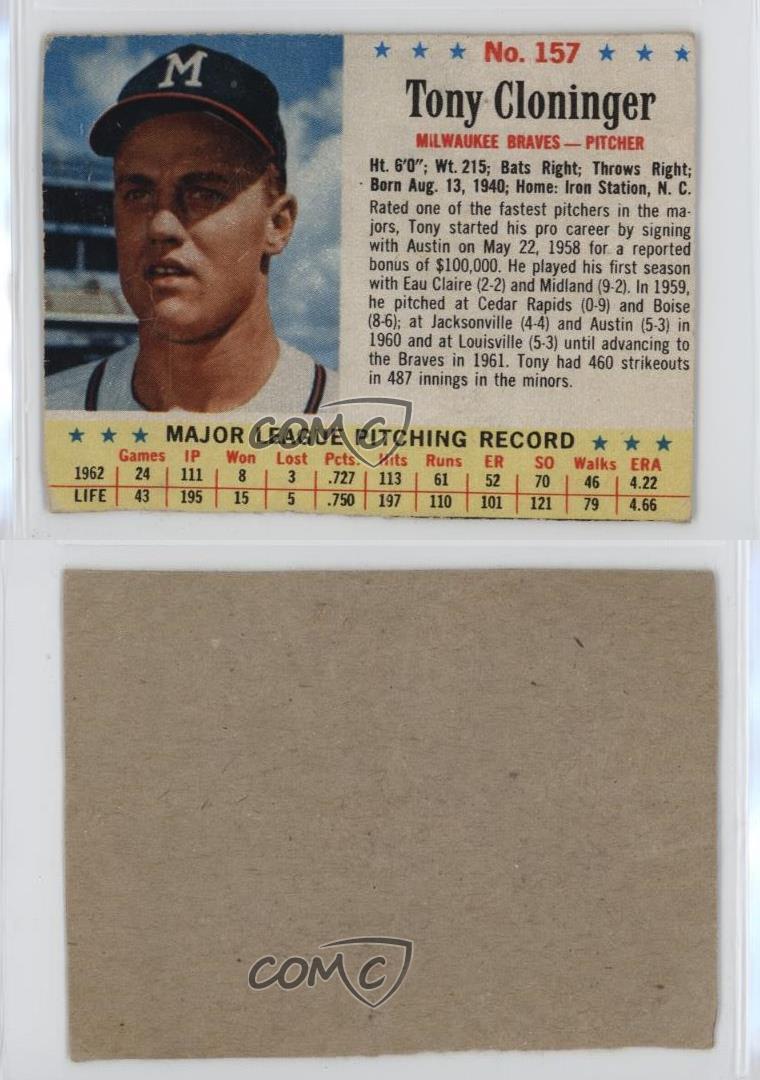 M
★ ★ ★ No. 157 ★ ★ ★
Tony Cloninger
MILWAUKEE BRAVES — PITCHER
Ht. 6'0"; Wt. 215; Bats Right; Throws Right;
Born Aug. 13, 1940; Home: Iron Station, N. C.
Rated one of the fastest pitchers in the ma-
jors, Tony started his pro career by signing
with Austin on May 22, 1958 for a reported
bonus of $100,000. He played his first season
with Eau Claire (2-2) and Midland (9-2). In 1959,
he pitched at Cedar Rapids (0-9) and Boise
(8-6); at Jacksonville (4-4) and Austin (5-3) in
1960 and at Louisville (5-3) until advancing to
the Braves in 1961. Tony had 460 strikeouts
in 487 innings in the minors.
★ ★ ★ MAJOR LEAGUE PITCHING RECORD ★ ★ ★
Games IP Won Lost Pcts. Hits Runs ER SO Walks ERA
1962 24 111 8 3 .727 113 61 52 70 46 4.22
LIFE 43 195 15 5 .750 197 110 101 121 79 4.66
COMC
COMC